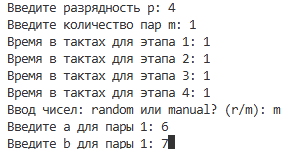 Введите разрядность p: 4
Введите количество пар m: 1
Время в тактах для этапа 1: 1
Время в тактах для этапа 2: 1
Время в тактах для этапа 3: 1
Время в тактах для этапа 4: 1
Ввод чисел: random или manual? (r/m): m
Введите a для пары 1: 6
Введите b для пары 1: 7